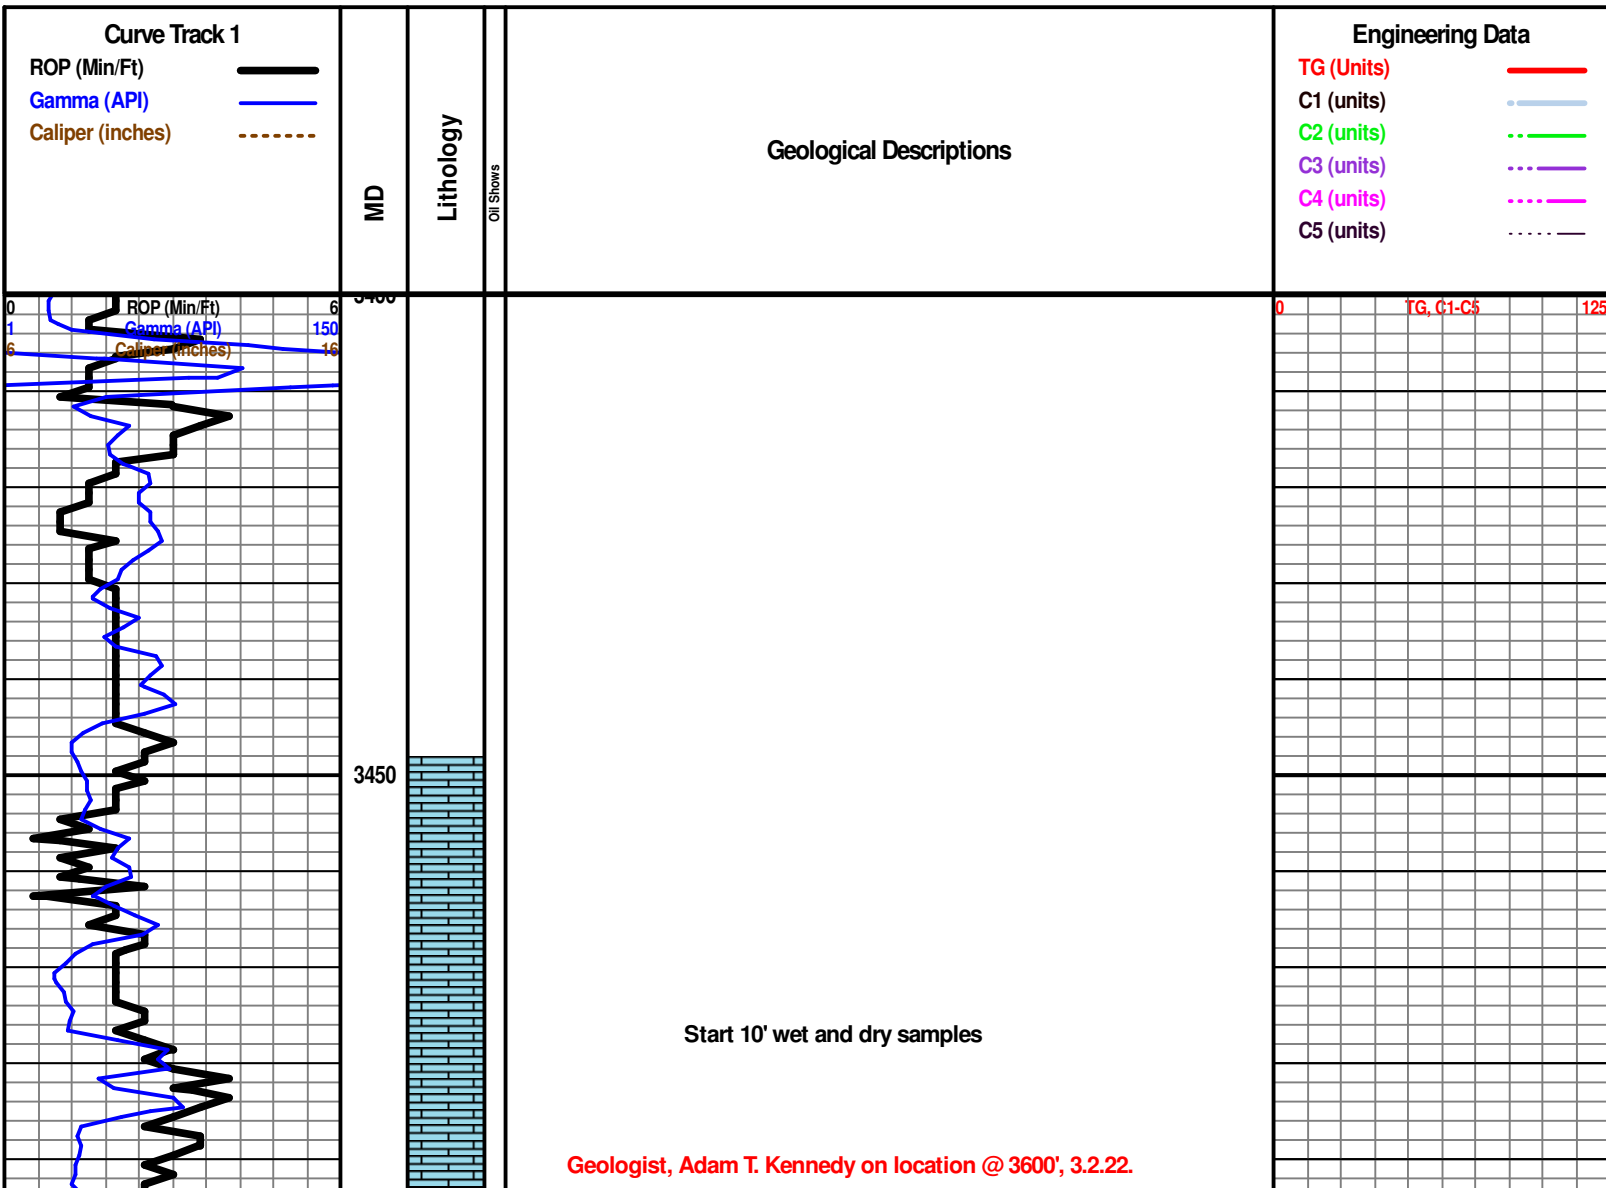 Curve Track 1
ROP (Min/Ft)
Gamma (API)
Caliper (inches)
MD
Lithology
Oil Shows
Geological Descriptions
Engineering Data
TG (Units)
C1 (units)
C2 (units)
C3 (units)
C4 (units)
C5 (units)
0 ROP (Min/Ft) 6
1 Gamma (API) 150
6 Caliper (inches) 16
0 TG, C1-C5 125
3450
Start 10' wet and dry samples
Geologist, Adam T. Kennedy on location @ 3600', 3.2.22.